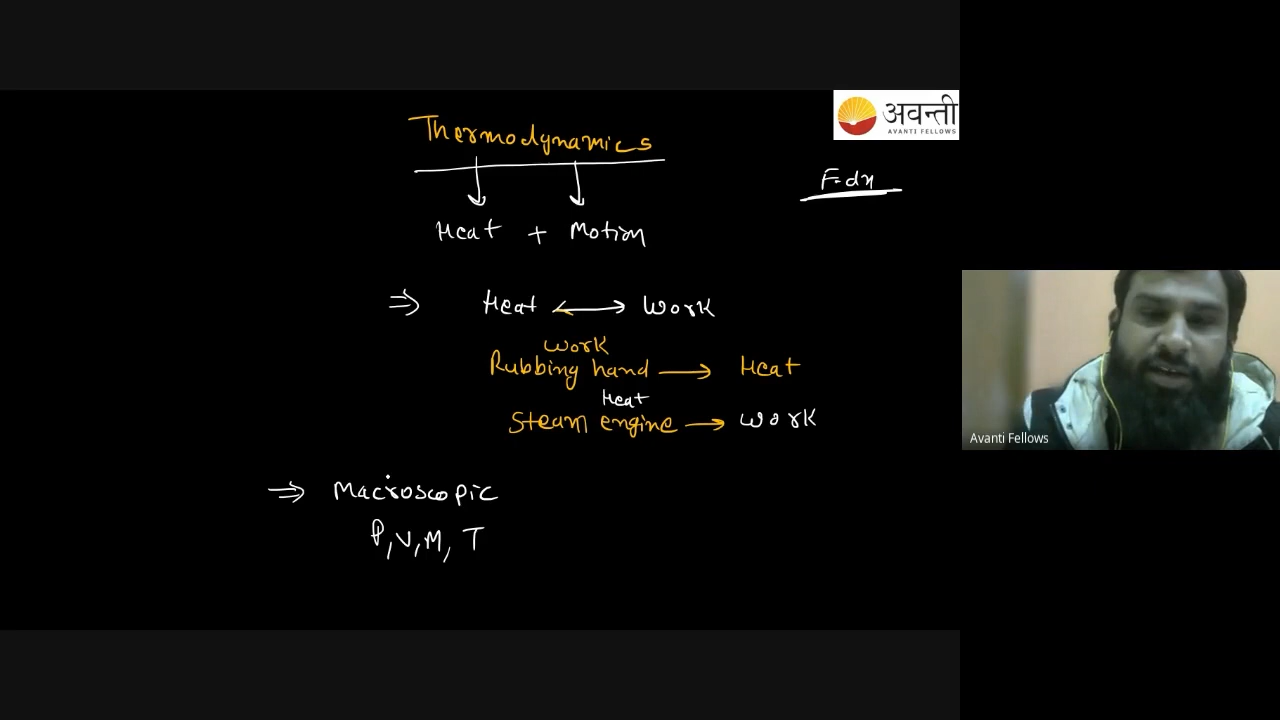 Thermodynamics
अवन्ती
AVANTI FELLOWS
F.dx
Heat + Motion
⇒ Heat ⟷ Work
Work
Rubbing hand ⟶ Heat
Heat
Steam engine ⟶ Work
Avanti Fellows
⇒ Macroscopic
P, V, M, T